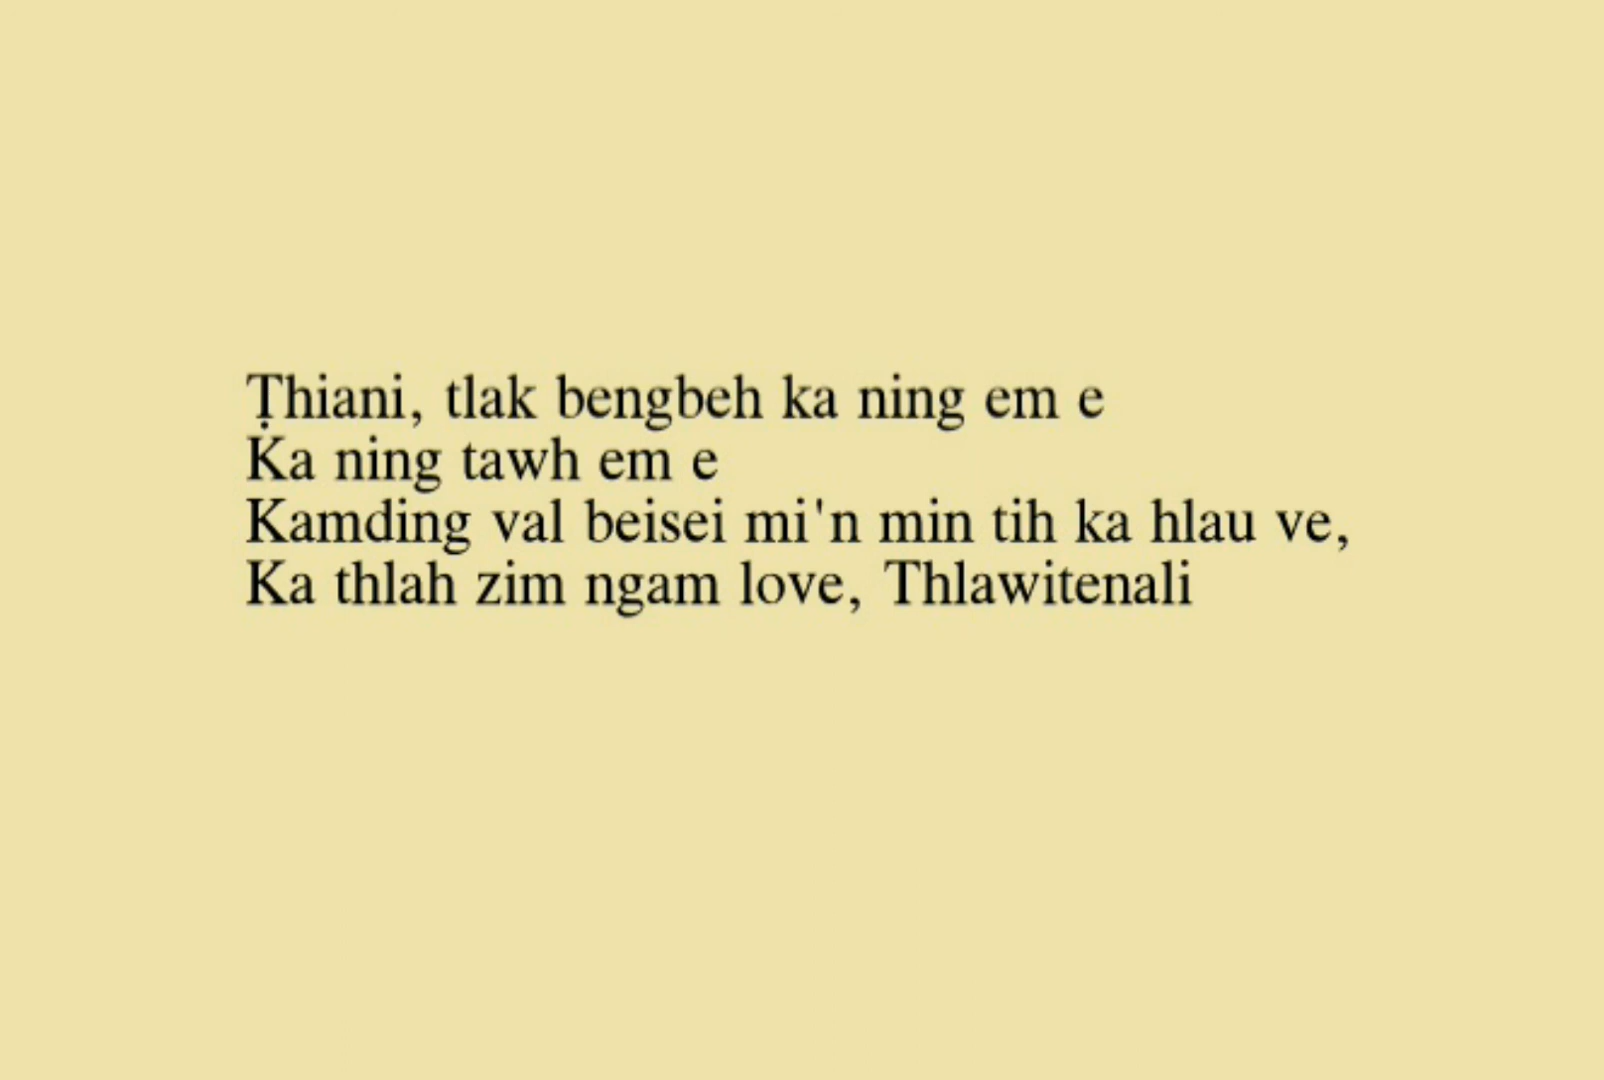 Ṭhiani, tlak bengbeh ka ning em e
Ka ning tawh em e
Kamding val beisei mi'n min tih ka hlau ve,
Ka thlah zim ngam love, Thlawitenali